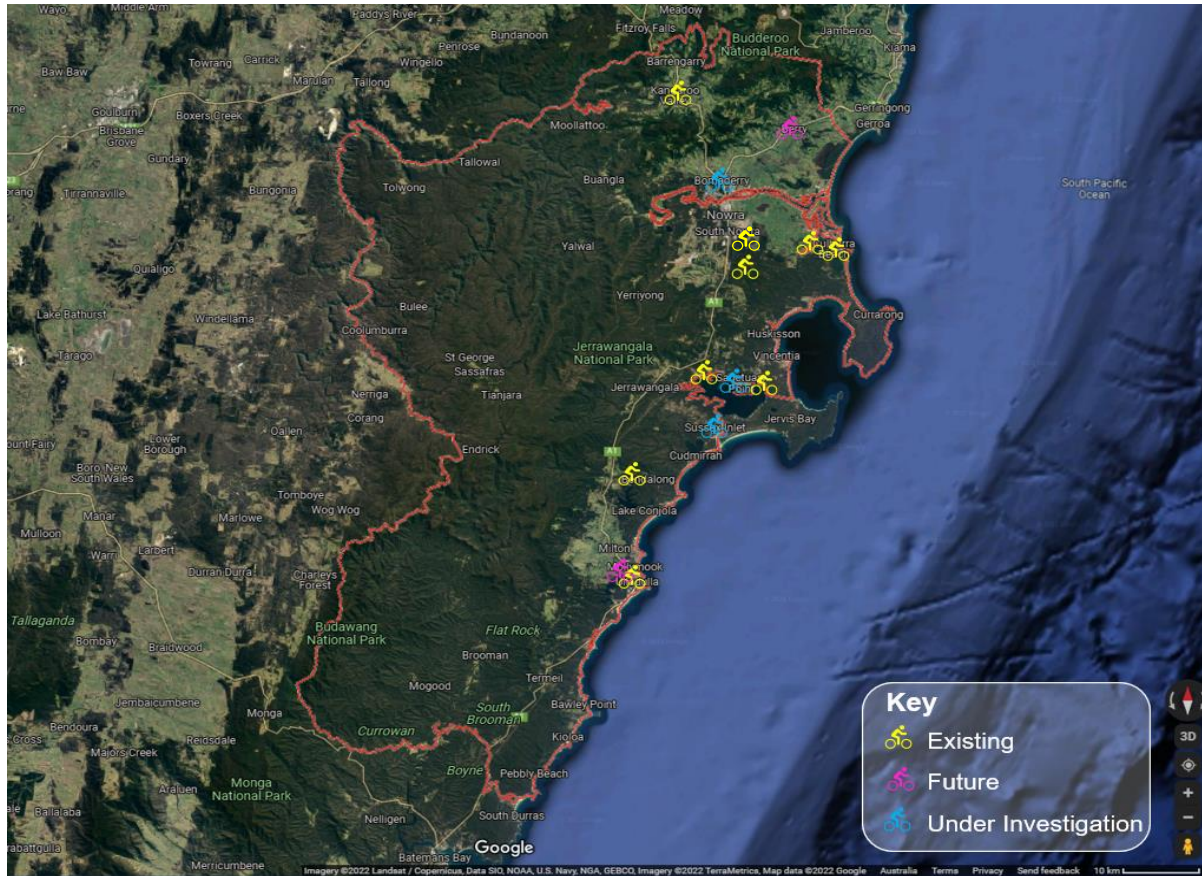 Wayo
Middle Arm
Paddys River
Meadow
Bundanoon
Fitzroy Falls
Budderoo
National Park
Jamberoo
Kiama
Towrang
Carrick
Penrose
Wingello
Barrengarry
Baw Baw
Marulan
Tallong
Goulburn
Boxers Creek
Moollattoo
Gerringong
Gerroa
Brisbane
Grove
Gundary
Tallowal
Tirrannaville
Bungonia
Tolwong
Buangla
South Pacific
Ocean
Nowra
Yalwal
Quialigo
Windellama
Bulee
Yerriyong
A1
Currarong
Lake Bathurst
Coolumburra
Huskisson
Tarago
St George
Sassafras
Jerrawangala
National Park
Vincentia
Nerriga
Tianjara
Jerrawangala
Corang
Jervis Bay
Lower
Borough
Oallen
Endrick
A1
Sussex Inlet
Cudmirrah
Boro
New
South Wales
Tomboye
Wog Wog
Lake Conjola
Manar
Marlowe
Mulloon
Warri
Larbert
Durran Durra
Charleys
Forest
Milton
Tallaganda
Budawang
National Park
Flat Rock
Bombay
Braidwood
Brooman
Mogood
Termeil
Jembaicumbene
Monga
South
Brooman
Bawley Point
Bendoura
Reidsdale
Currowan
Kioloa
Majors Creek
Boyne
Pebbly Beach
Monga
National Park
Araluen
South Durras
Nelligen
Ballalaba
Batemans Bay
Merricumbene
Google
Key
Existing
Future
Under Investigation
3D
Imagery ©2022 Landsat / Copernicus, Data SIO, NOAA, U.S. Navy, NGA, GEBCO, Imagery ©2022 TerraMetrics, Map data ©2022 Google Australia Terms Privacy Send feedback 10 km